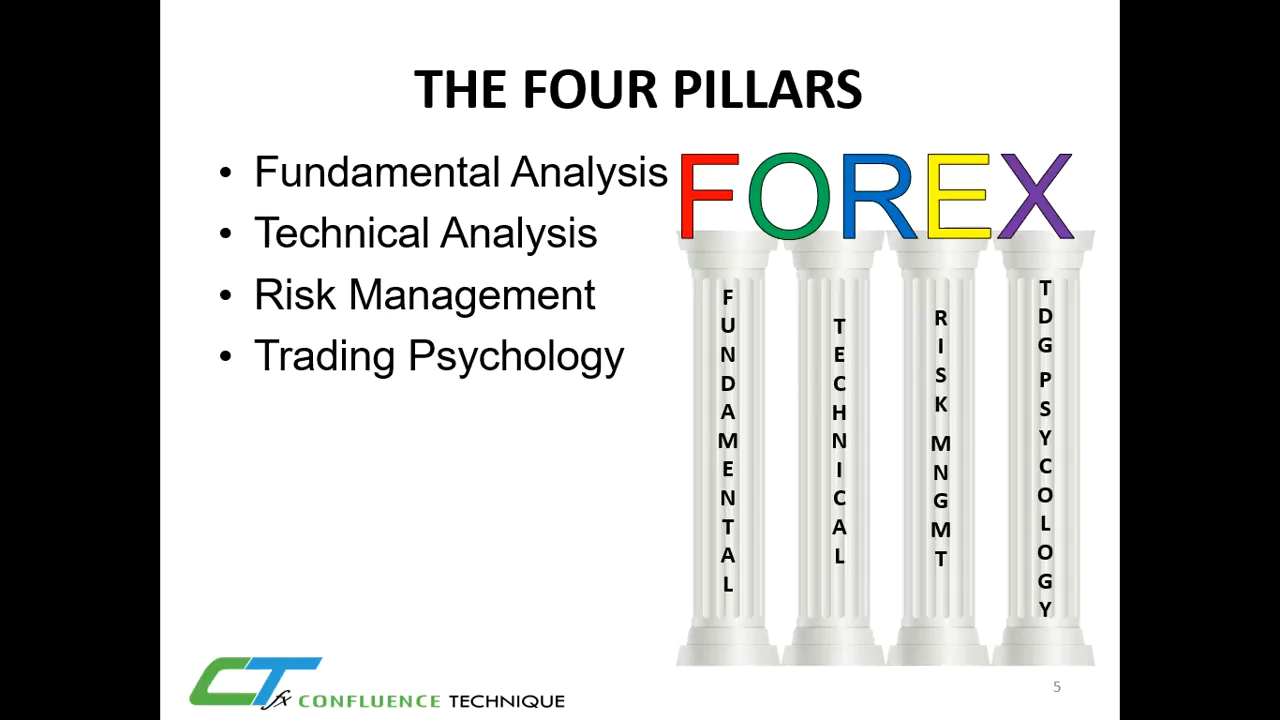 THE FOUR PILLARS
• Fundamental Analysis
• Technical Analysis
• Risk Management
• Trading Psychology
FOREX
FUNDAMENTAL
TECHNICAL
RISK MNGMT
TDG PSYCOLOGY
CT fx CONFLUENCE TECHNIQUE
5